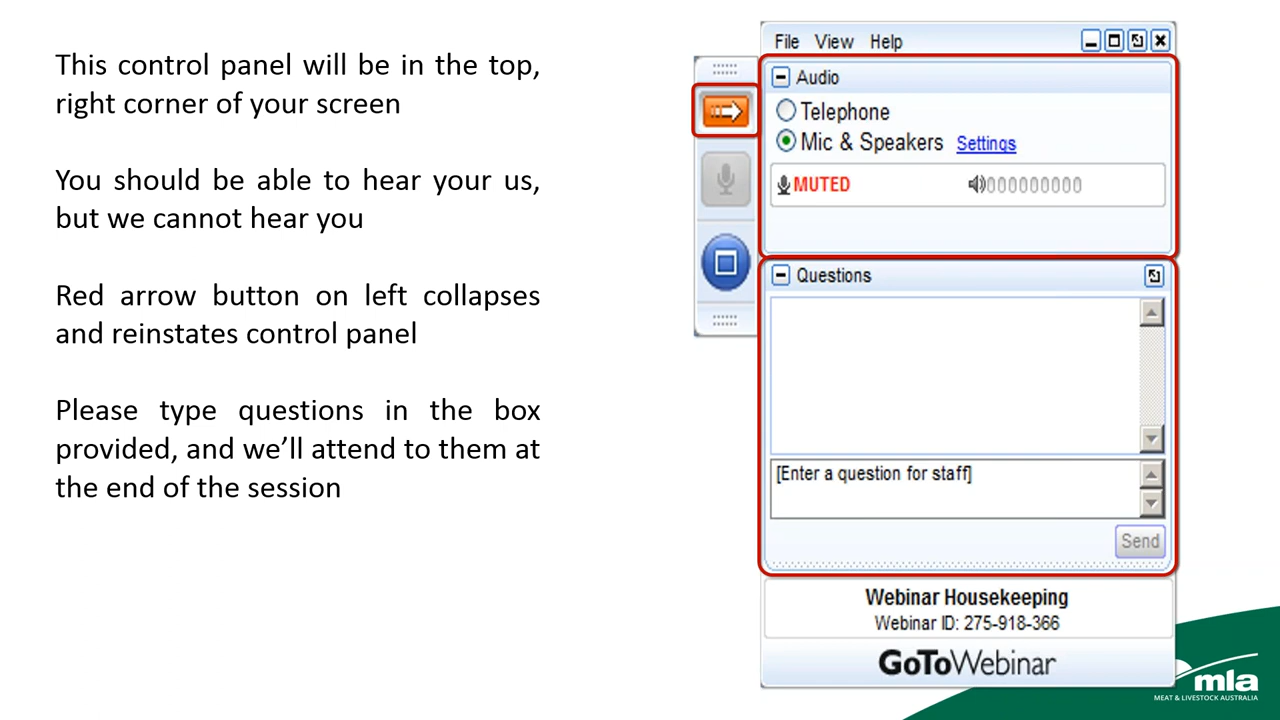 This control panel will be in the top,
right corner of your screen
You should be able to hear your us,
but we cannot hear you
Red arrow button on left collapses
and reinstates control panel
Please type questions in the box
provided, and we'll attend to them at
the end of the session
File View Help
Audio
Telephone
Mic & Speakers Settings
MUTED
Questions
[Enter a question for staff]
Send
Webinar Housekeeping
Webinar ID: 275-918-366
GoToWebinar
mla
MEAT & LIVESTOCK AUSTRALIA